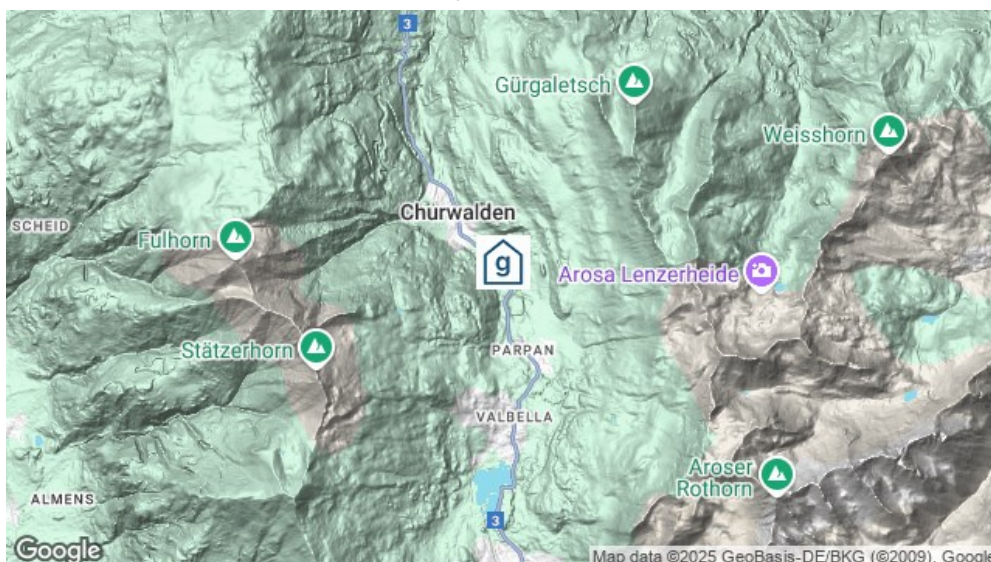 3
Gürgaletsch
Weisshorn
Churwalden
SCHEID
Fulhorn
g
Arosa Lenzerheide
Stätzerhorn
PARPAN
VALBELLA
Aroser
Rothorn
ALMENS
3
Google
Map data ©2025 GeoBasis-DE/BKG (©2009), Google